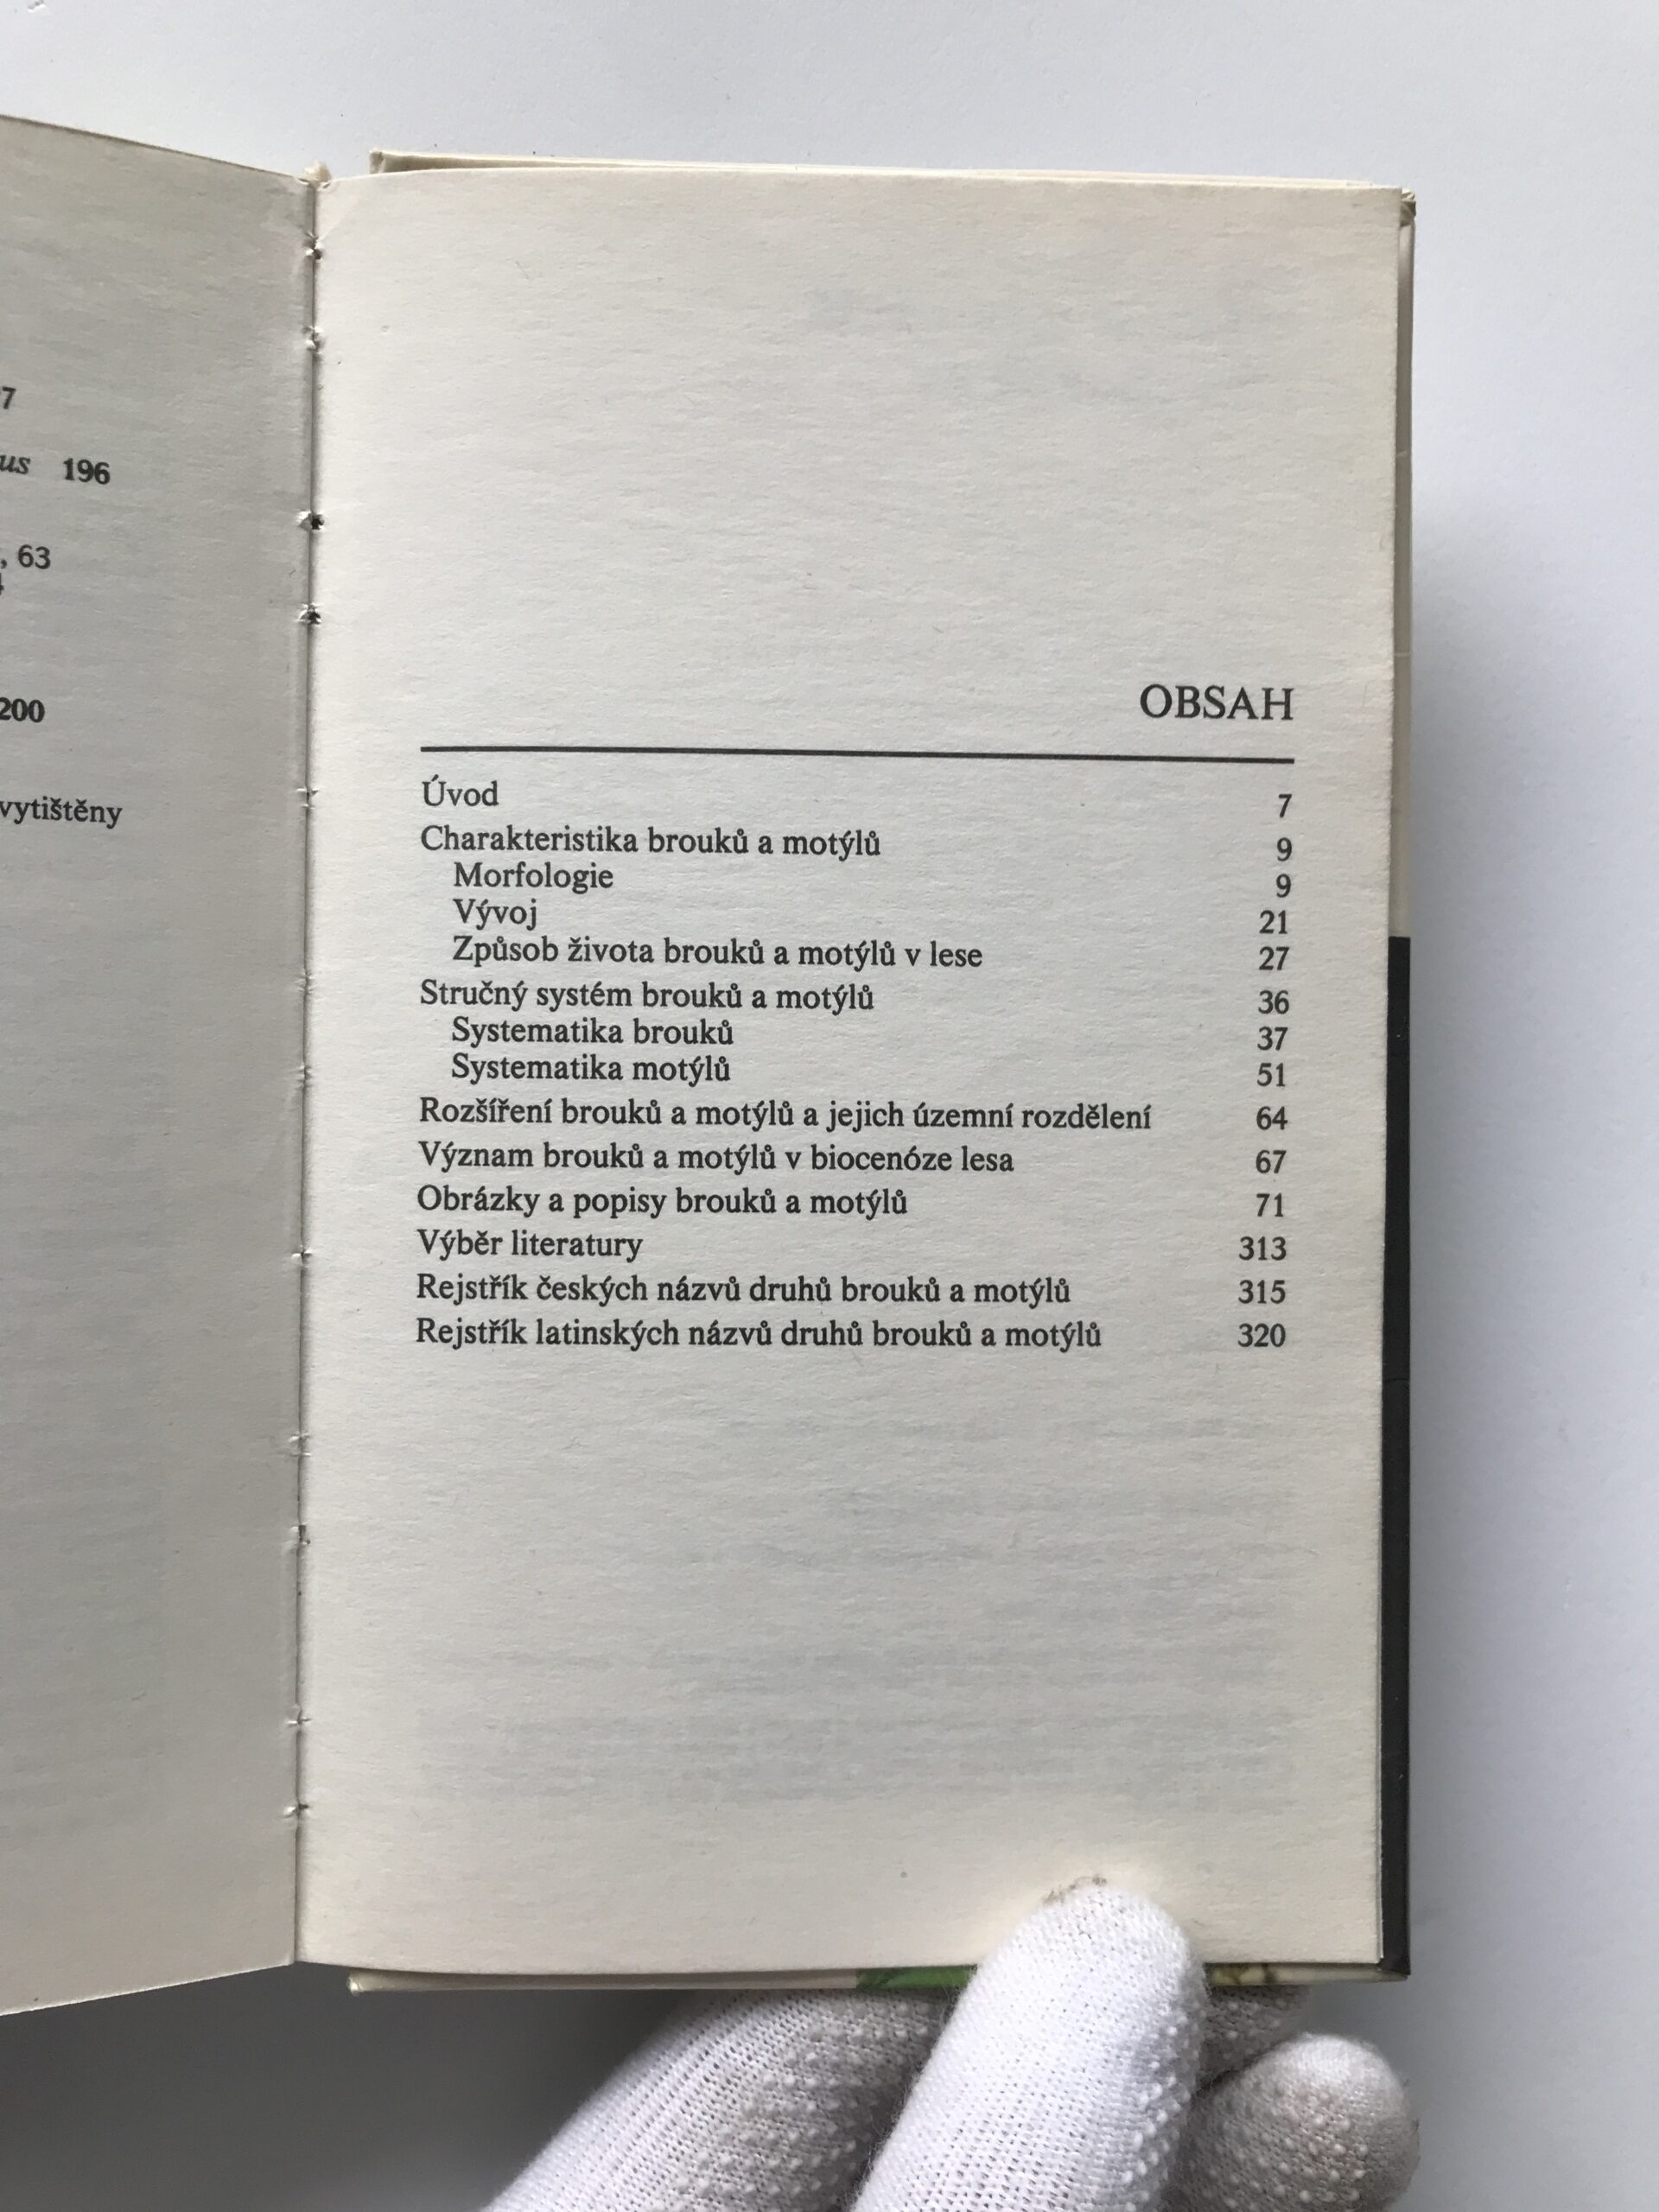 7
us 196
, 63
200
vytištěny
OBSAH
Úvod 7
Charakteristika brouků a motýlů 9
Morfologie 9
Vývoj 21
Způsob života brouků a motýlů v lese 27
Stručný systém brouků a motýlů 36
Systematika brouků 37
Systematika motýlů 51
Rozšíření brouků a motýlů a jejich územní rozdělení 64
Význam brouků a motýlů v biocenóze lesa 67
Obrázky a popisy brouků a motýlů 71
Výběr literatury 313
Rejstřík českých názvů druhů brouků a motýlů 315
Rejstřík latinských názvů druhů brouků a motýlů 320